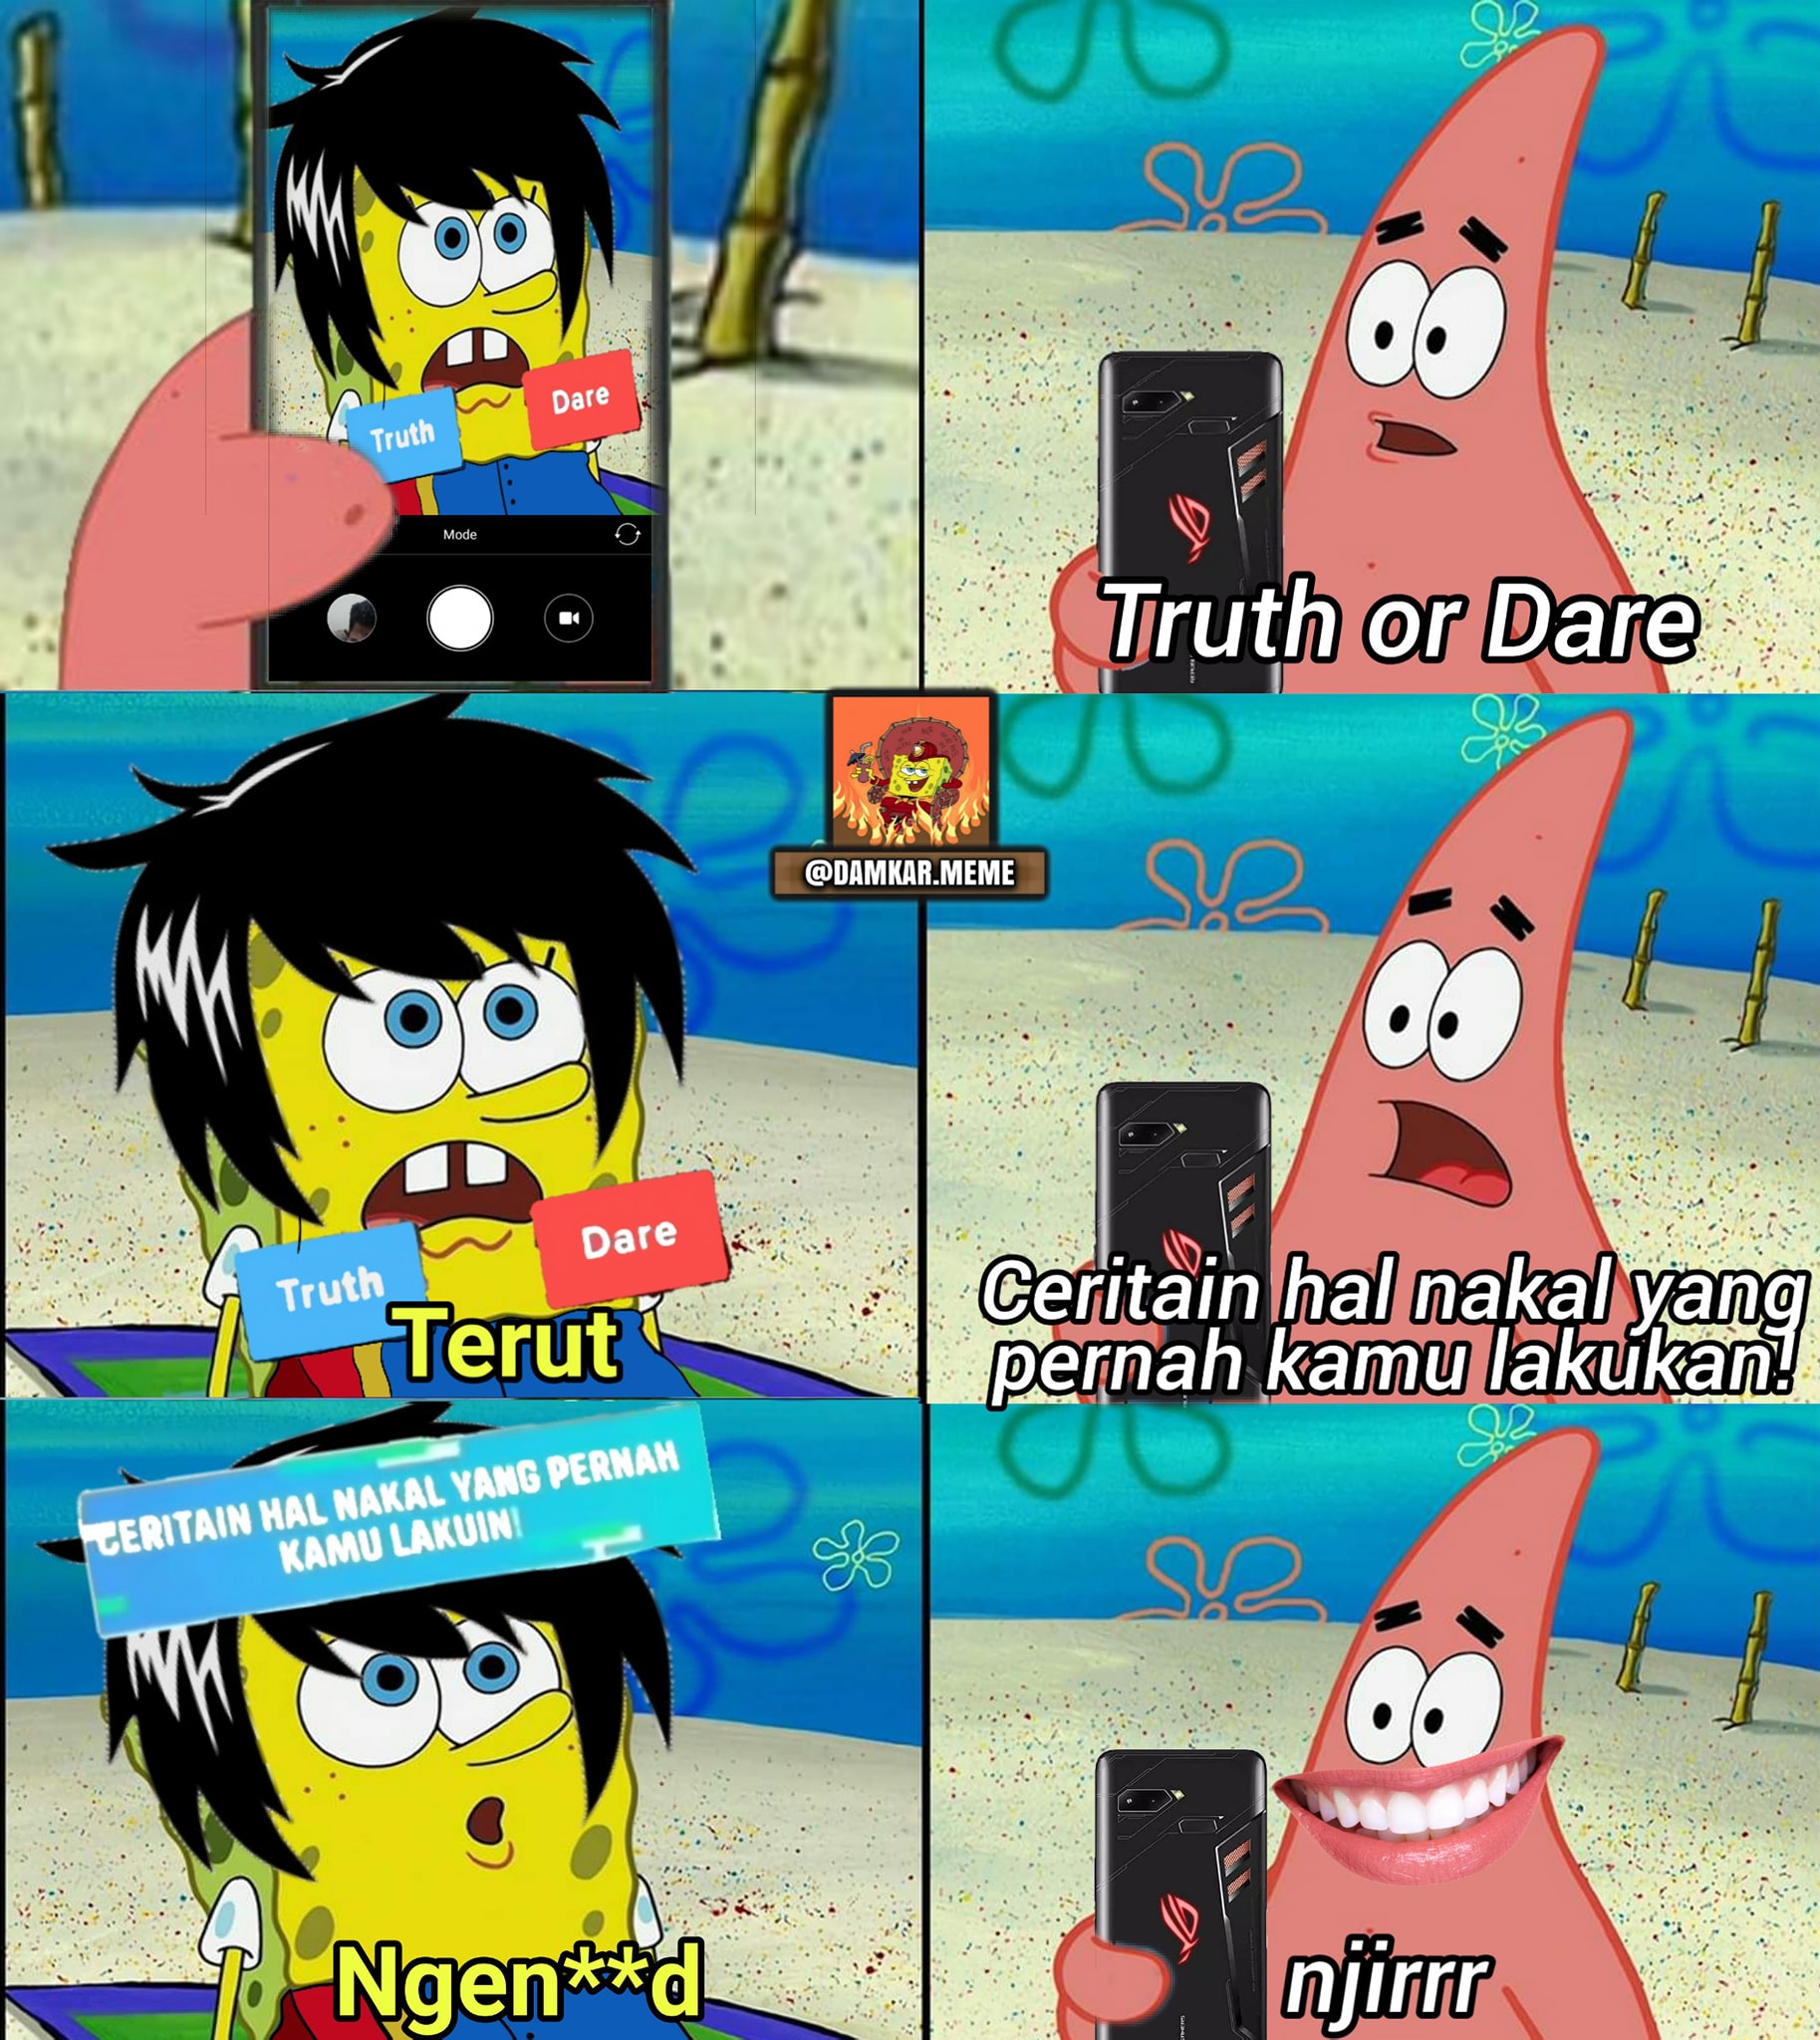 Truth
Dare
Mode
Truth or Dare
@DAMKAR.MEME
Truth
Dare
Terut
Ceritain hal nakal yang
pernah kamu lakukan!
CERITAIN HAL NAKAL YANG PERNAH
KAMU LAKUIN!
Ngen**d
njirrr